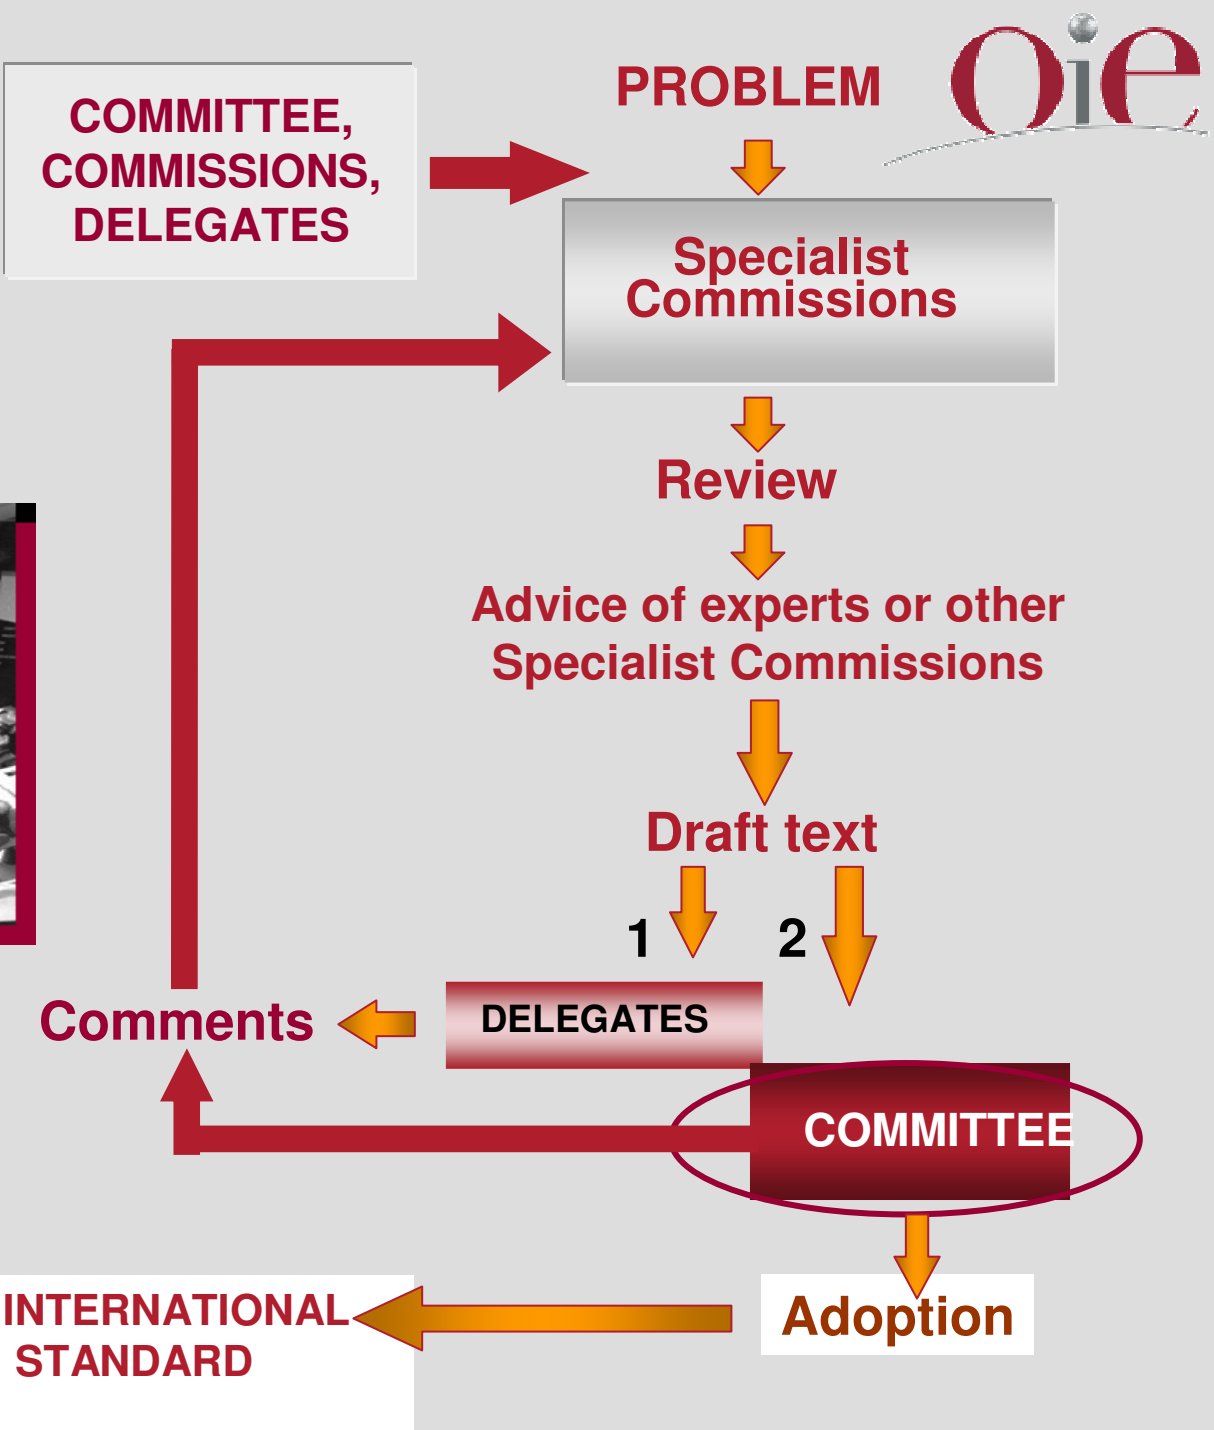 oie
PROBLEM
COMMITTEE,
COMMISSIONS,
DELEGATES
Specialist
Commissions
Review
Advice of experts or other
Specialist Commissions
Draft text
1
2
DELEGATES
Comments
COMMITTEE
Adoption
INTERNATIONAL
STANDARD